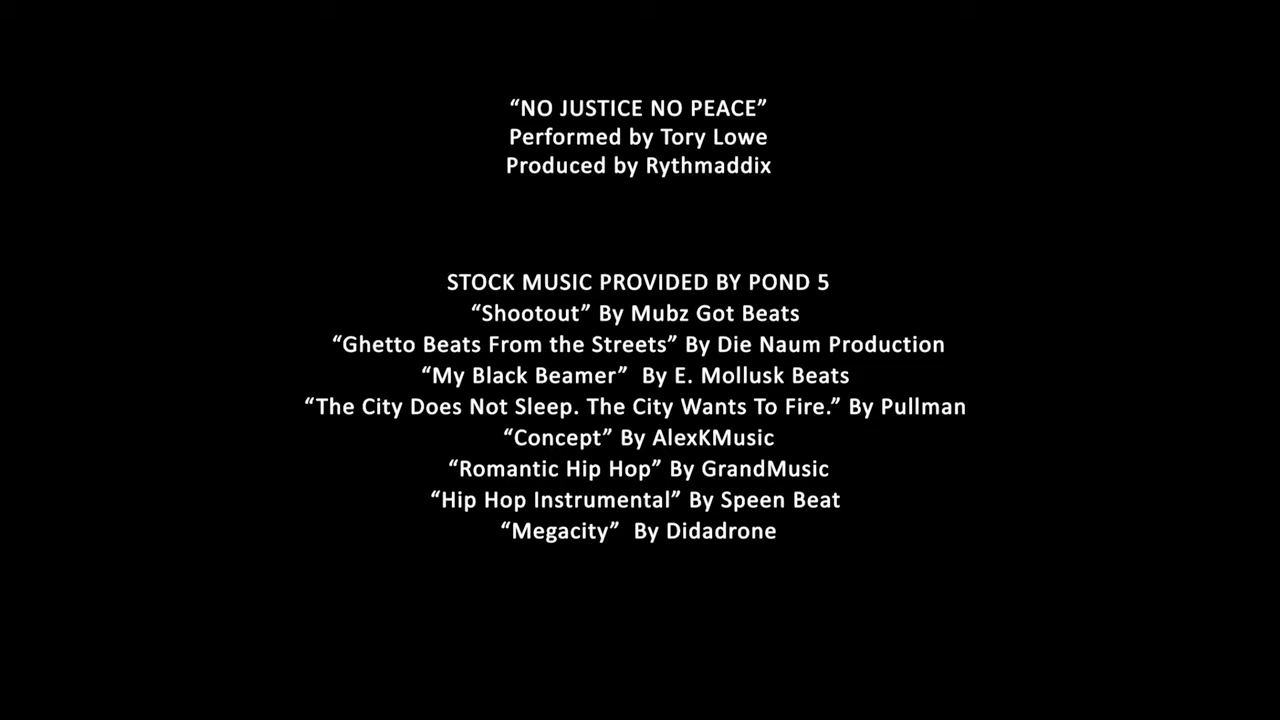 “NO JUSTICE NO PEACE”
Performed by Tory Lowe
Produced by Rythmaddix
STOCK MUSIC PROVIDED BY POND 5
“Shootout” By Mubz Got Beats
“Ghetto Beats From the Streets” By Die Naum Production
“My Black Beamer”  By E. Mollusk Beats
“The City Does Not Sleep. The City Wants To Fire.” By Pullman
“Concept” By AlexKMusic
“Romantic Hip Hop” By GrandMusic
“Hip Hop Instrumental” By Speen Beat
“Megacity”  By Didadrone